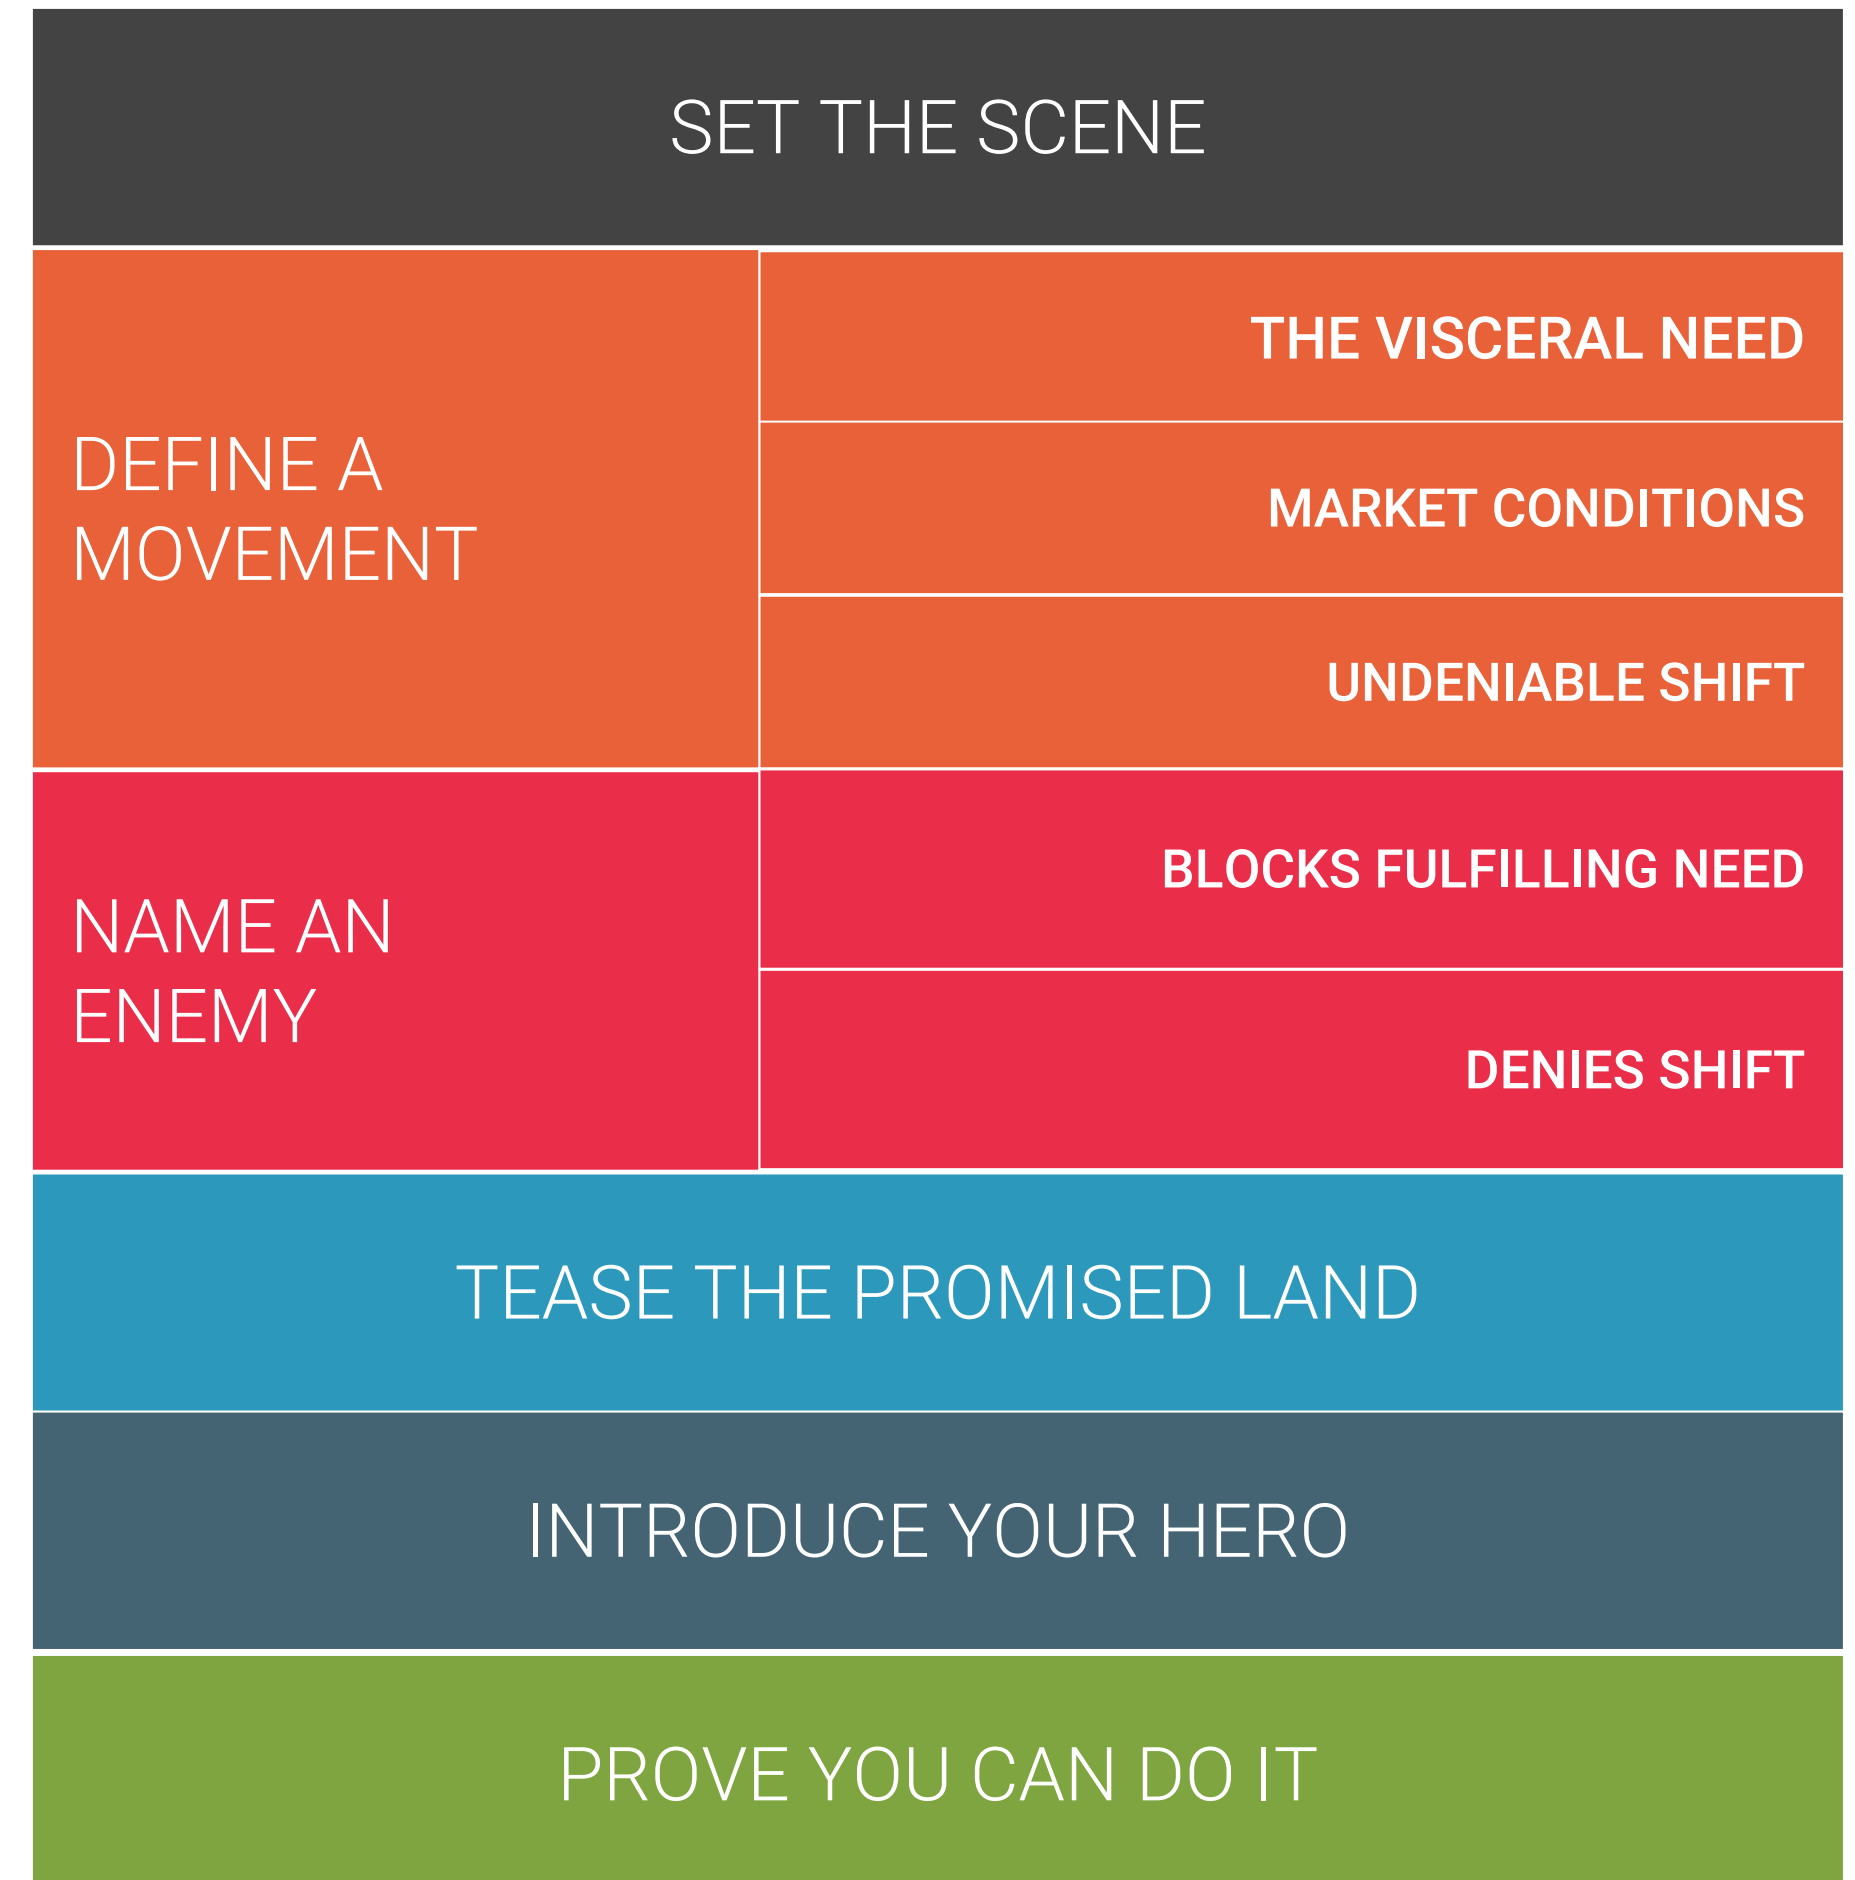 SET THE SCENE
DEFINE A
MOVEMENT
THE VISCERAL NEED
MARKET CONDITIONS
UNDENIABLE SHIFT
NAME AN
ENEMY
BLOCKS FULFILLING NEED
DENIES SHIFT
TEASE THE PROMISED LAND
INTRODUCE YOUR HERO
PROVE YOU CAN DO IT